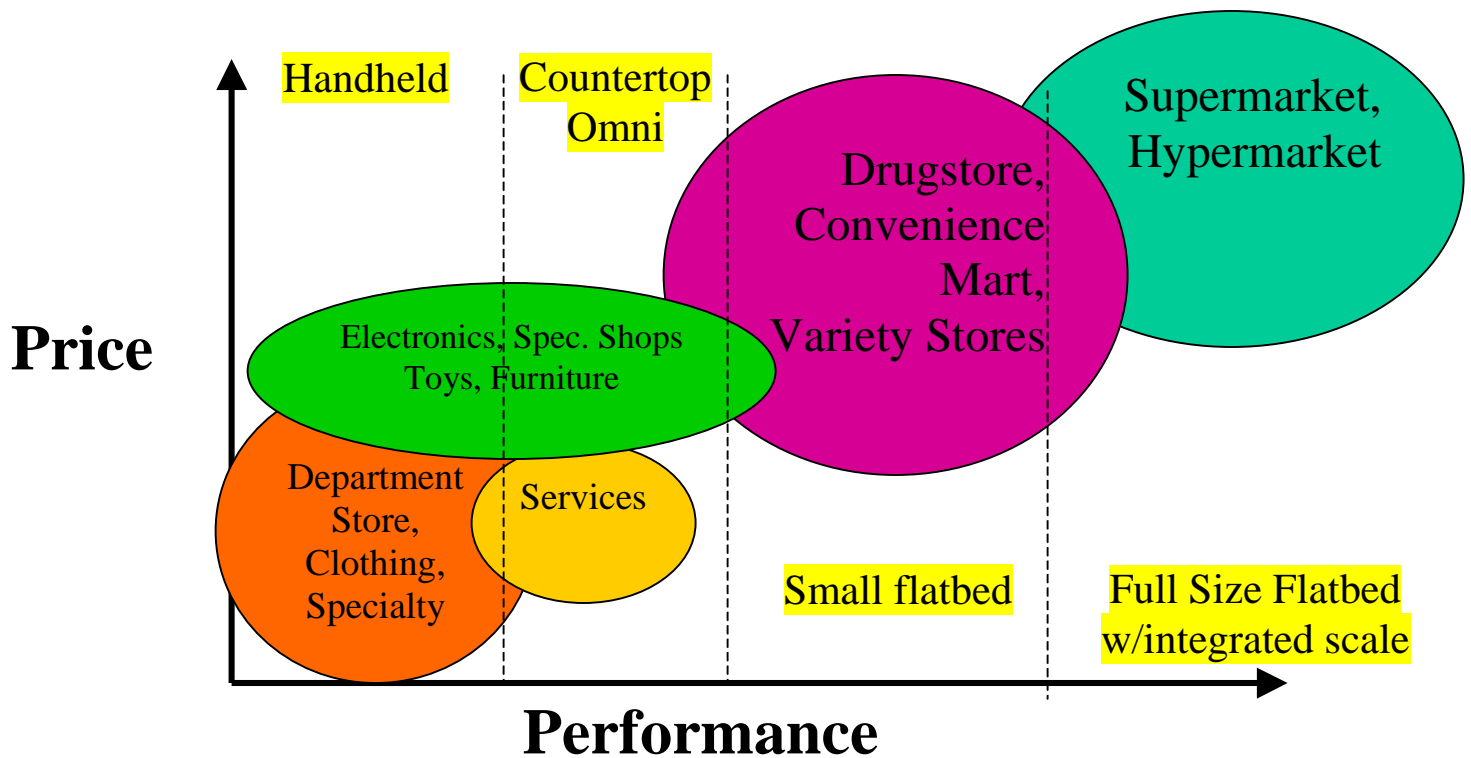 Handheld
Countertop
Omni
Supermarket,
Hypermarket
Drugstore,
Convenience
Mart,
Variety Stores
Price
Electronics, Spec. Shops
Toys, Furniture
Department
Store,
Clothing,
Specialty
Services
Small flatbed
Full Size Flatbed
w/integrated scale
Performance